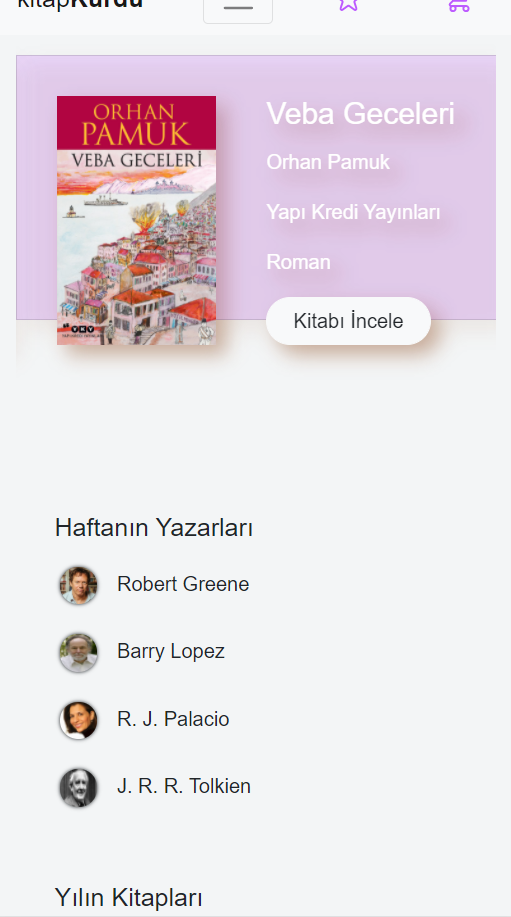 kitapKurdu
ORHAN
PAMUK
VEBA GECELERİ
YKY
Veba Geceleri
Orhan Pamuk
Yapı Kredi Yayınları
Roman
Kitabı İncele
Haftanın Yazarları
Robert Greene
Barry Lopez
R. J. Palacio
J. R. R. Tolkien
Yılın Kitapları